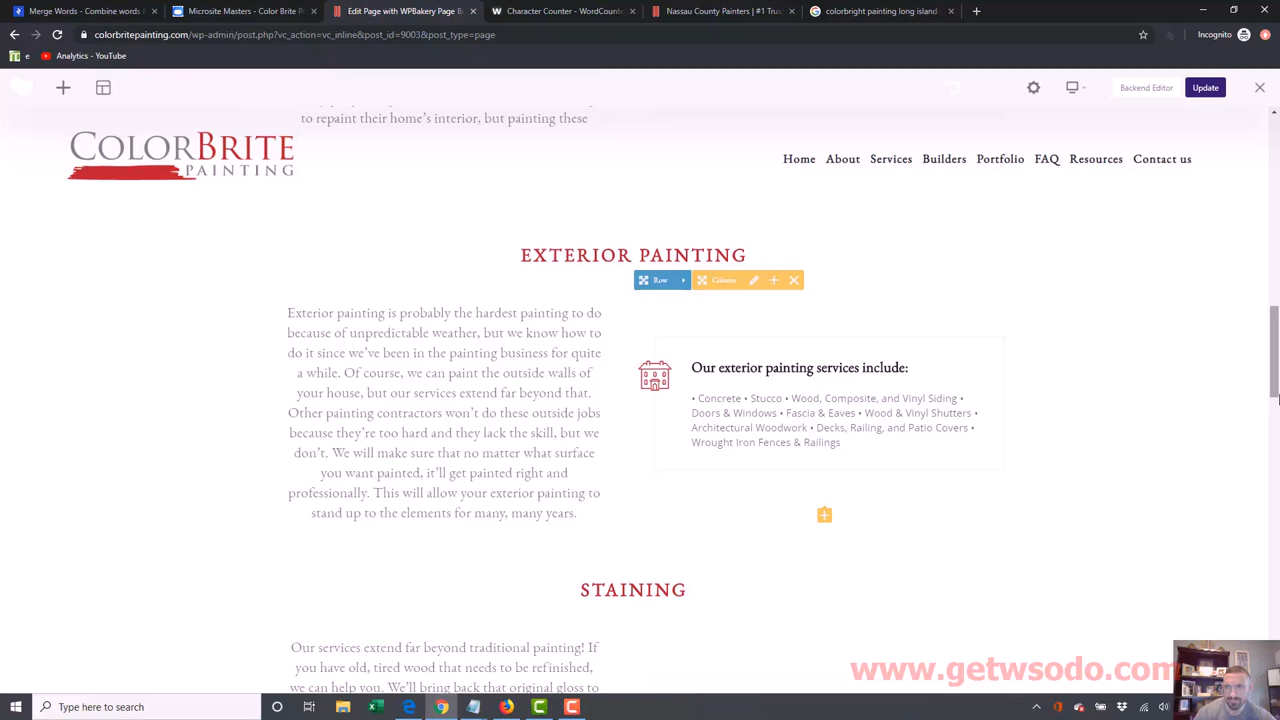 Merge Words - Combine words
Microsite Masters - Color Brite P
Edit Page with WPBakery Page B
Character Counter - WordCounte
Nassau County Painters | #1 Trus
colorbright painting long island
colorbritepainting.com/wp-admin/post.php?vc_action=vc_inline&post_id=9003&post_type=page
Incognito
e
Analytics - YouTube
Backend Editor
Update
to repaint their home's interior, but painting these
COLORBRITE
PAINTING
Home About Services Builders Portfolio FAQ Resources Contact us
EXTERIOR PAINTING
Row
Column
Exterior painting is probably the hardest painting to do
because of unpredictable weather, but we know how to
do it since we've been in the painting business for quite
a while. Of course, we can paint the outside walls of
your house, but our services extend far beyond that.
Other painting contractors won't do these outside jobs
because they're too hard and they lack the skill, but we
don't. We will make sure that no matter what surface
you want painted, it'll get painted right and
professionally. This will allow your exterior painting to
stand up to the elements for many, many years.
Our exterior painting services include:
• Concrete • Stucco • Wood, Composite, and Vinyl Siding •
Doors & Windows • Fascia & Eaves • Wood & Vinyl Shutters •
Architectural Woodwork • Decks, Railing, and Patio Covers •
Wrought Iron Fences & Railings
STAINING
Our services extend far beyond traditional painting! If
you have old, tired wood that needs to be refinished,
we can help you. We'll bring back that original gloss to
www.getwsodo.com
Type here to search